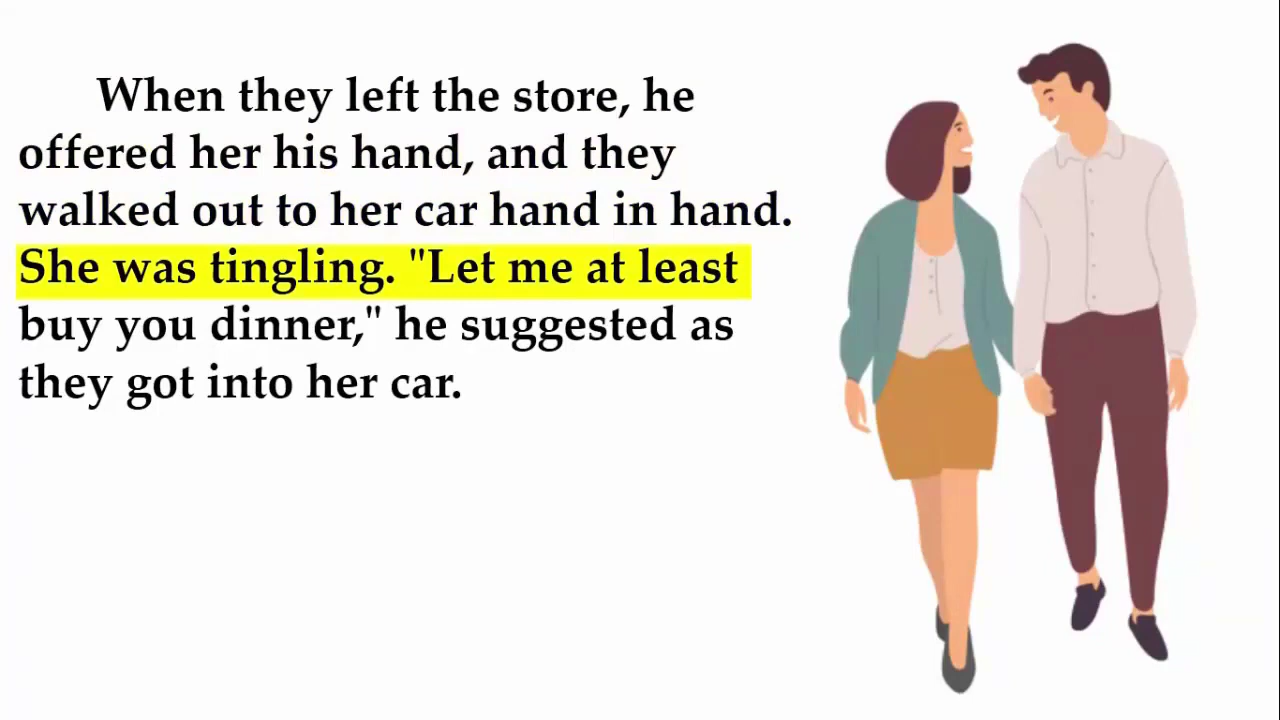 When they left the store, he
offered her his hand, and they
walked out to her car hand in hand.
She was tingling. "Let me at least
buy you dinner," he suggested as
they got into her car.